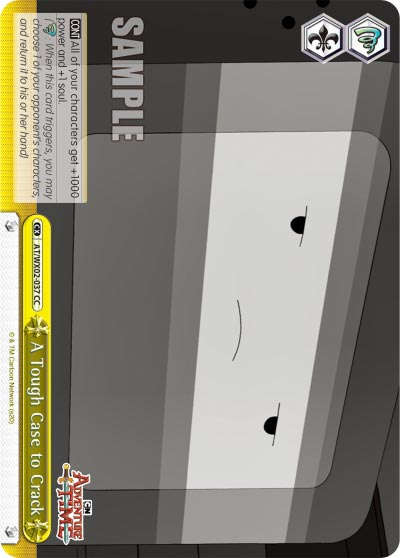 SAMPLE
CONT All of your characters get +1000
power and +1 soul.
( : When this card triggers, you may
choose 1 of your opponent's characters,
and return it to his or her hand)
CX AT/WX02-037 CC
A Tough Case to Crack
© & TM Cartoon Network (s20)
CN
ADVENTURE
TIME